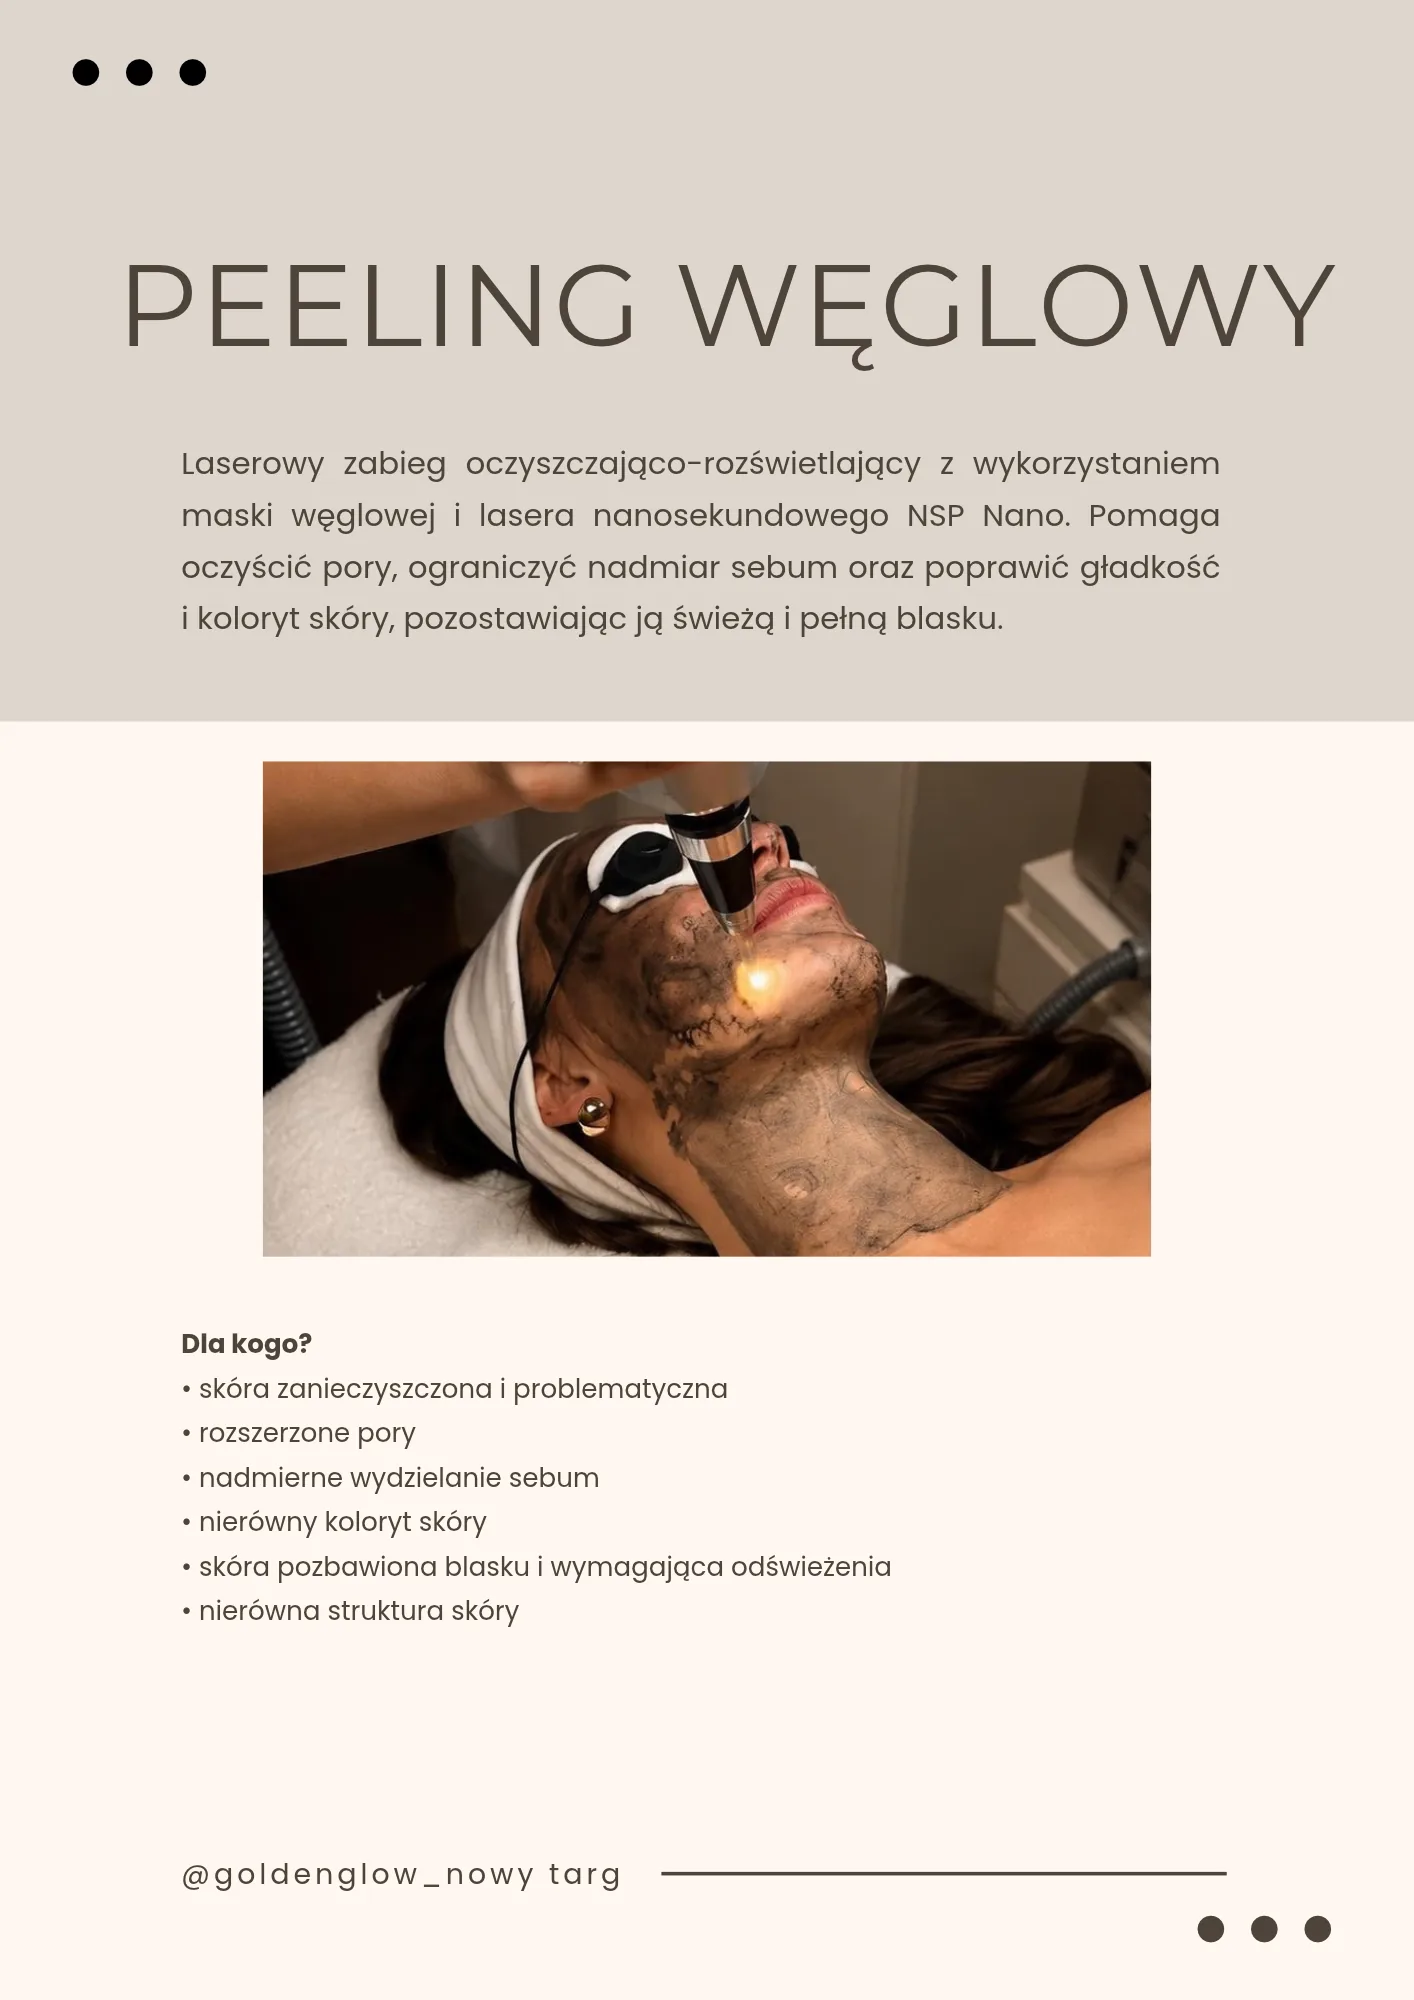 PEELING WĘGLOWY
Laserowy zabieg oczyszczająco-rozświetlający z wykorzystaniem
maski węglowej i lasera nanosekundowego NSP Nano. Pomaga
oczyścić pory, ograniczyć nadmiar sebum oraz poprawić gładkość
i koloryt skóry, pozostawiając ją świeżą i pełną blasku.
Dla kogo?
• skóra zanieczyszczona i problematyczna
• rozszerzone pory
• nadmierne wydzielanie sebum
• nierówny koloryt skóry
• skóra pozbawiona blasku i wymagająca odświeżenia
• nierówna struktura skóry
@goldenglow_nowy targ